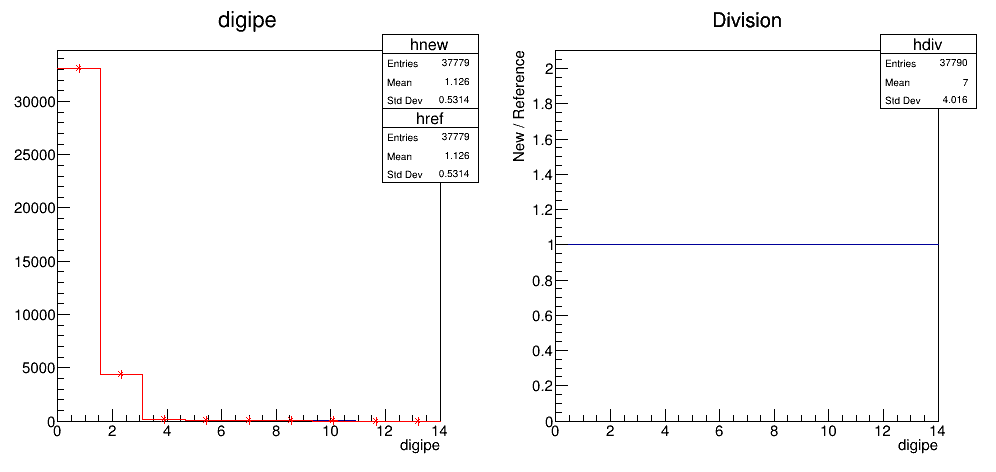 digipe
hnew
Entries 37779
Mean 1.126
Std Dev 0.5314
href
Entries 37779
Mean 1.126
Std Dev 0.5314
30000
25000
20000
15000
10000
5000
0
0 2 4 6 8 10 12 14
digipe
Division
hdiv
Entries 37790
Mean 7
Std Dev 4.016
New / Reference
2
1.8
1.6
1.4
1.2
1
0.8
0.6
0.4
0.2
0
0 2 4 6 8 10 12 14
digipe